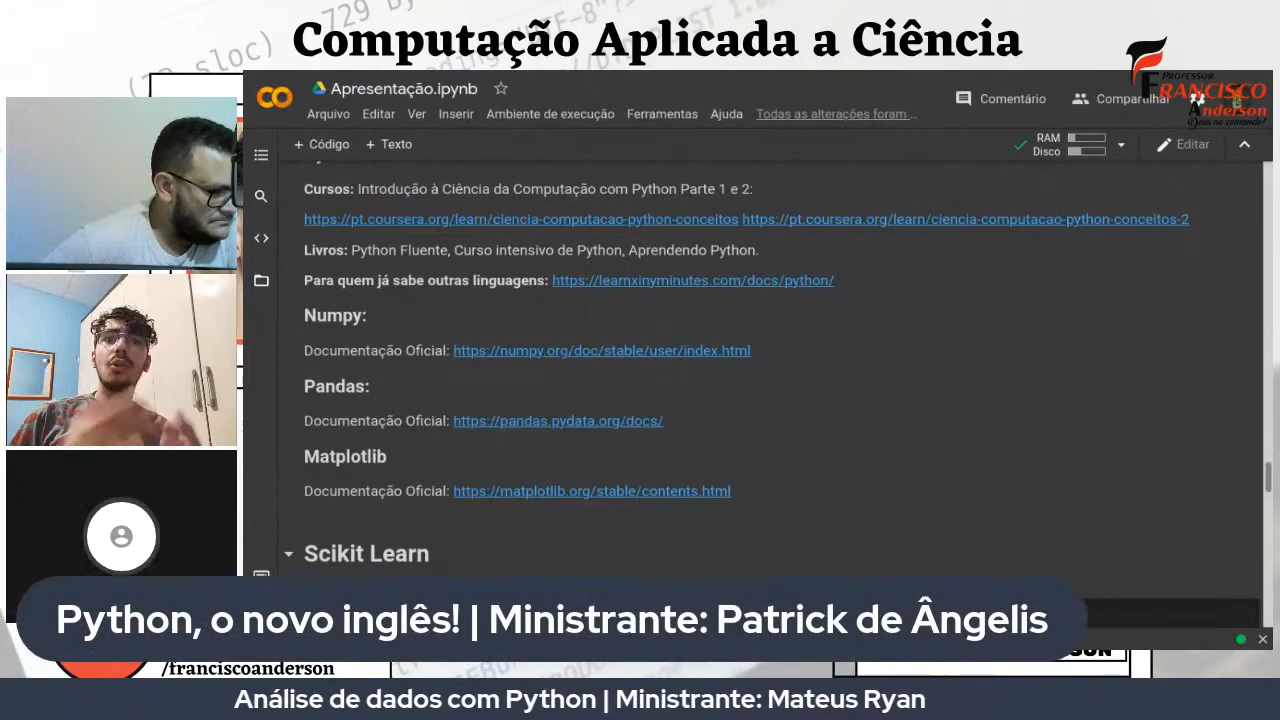 Computação Aplicada a Ciência
PROFESSOR
FRANCISCO
Anderson
Deus no comando!
Apresentação.ipynb
Comentário
Compartilhar
Arquivo Editar Ver Inserir Ambiente de execução Ferramentas Ajuda Todas as alterações foram ...
+ Código + Texto
RAM
Disco
Editar
Cursos: Introdução à Ciência da Computação com Python Parte 1 e 2:
https://pt.coursera.org/learn/ciencia-computacao-python-conceitos https://pt.coursera.org/learn/ciencia-computacao-python-conceitos-2
Livros: Python Fluente, Curso intensivo de Python, Aprendendo Python.
Para quem já sabe outras linguagens: https://learnxinyminutes.com/docs/python/
Numpy:
Documentação Oficial: https://numpy.org/doc/stable/user/index.html
Pandas:
Documentação Oficial: https://pandas.pydata.org/docs/
Matplotlib
Documentação Oficial: https://matplotlib.org/stable/contents.html
Scikit Learn
Python, o novo inglês! | Ministrante: Patrick de Ângelis
/franciscoanderson
Análise de dados com Python | Ministrante: Mateus Ryan